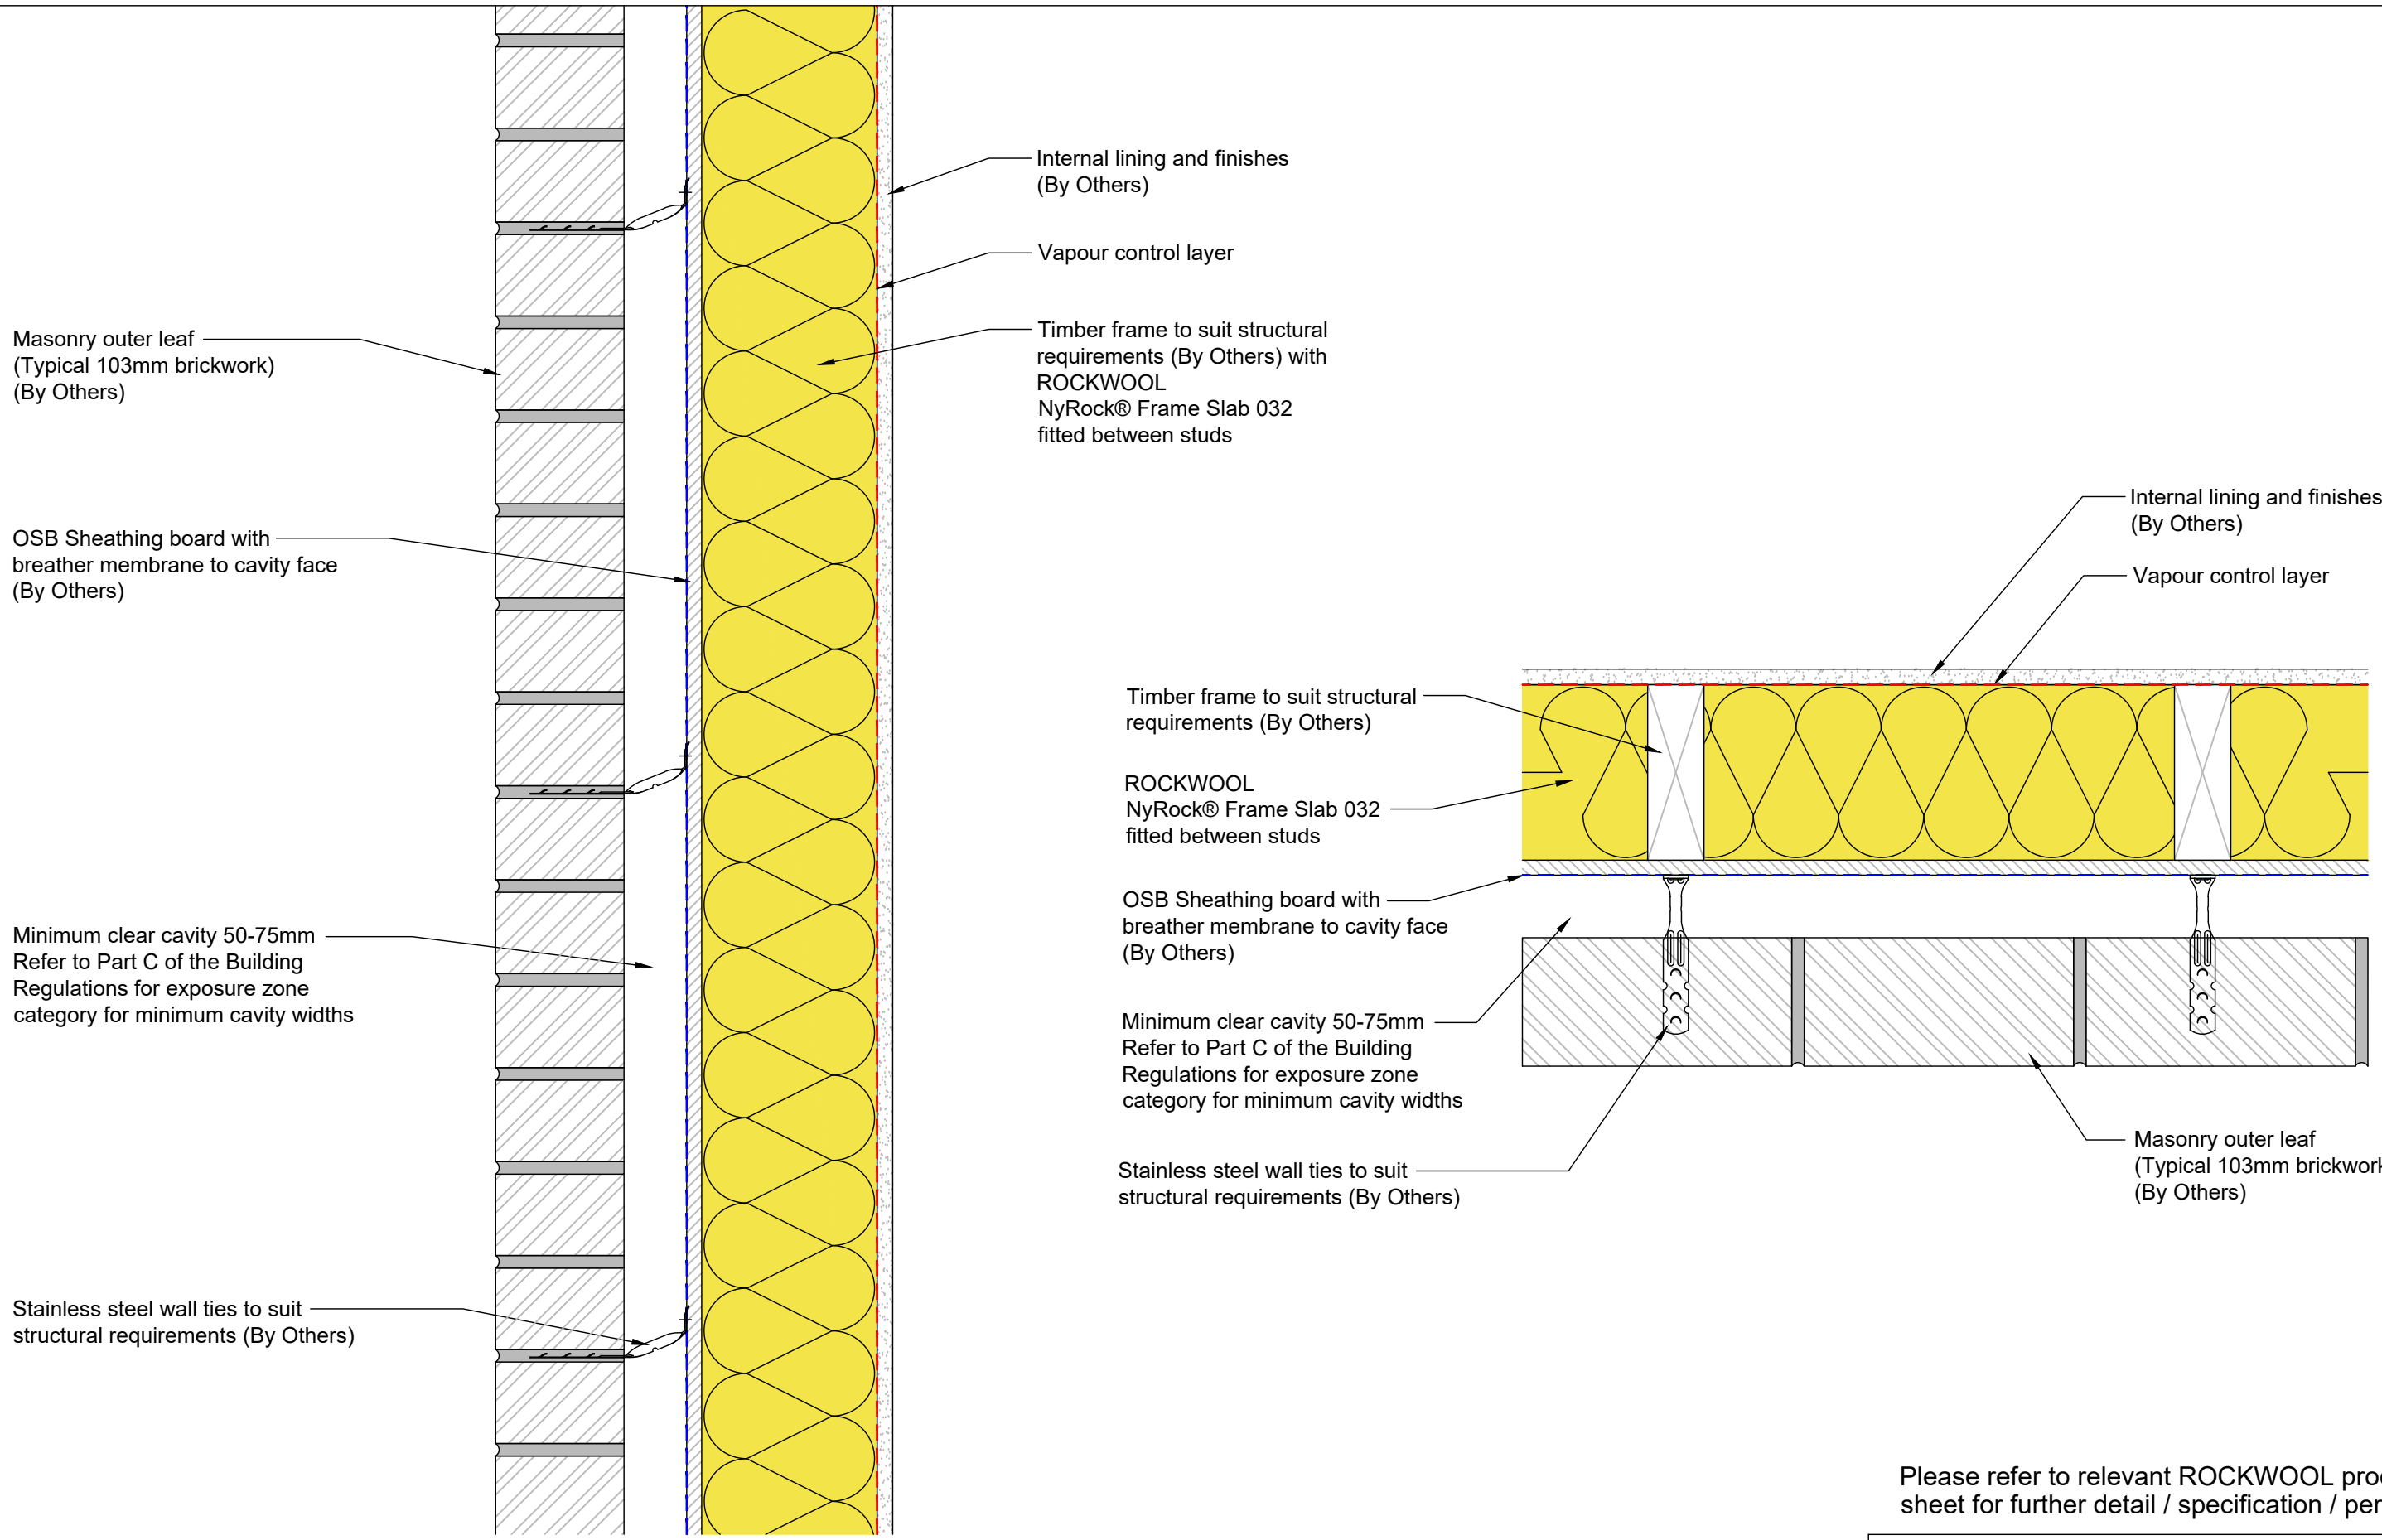 Internal lining and finishes
(By Others)
Vapour control layer
Timber frame to suit structural
requirements (By Others) with
ROCKWOOL
NyRock® Frame Slab 032
fitted between studs
Masonry outer leaf
(Typical 103mm brickwork)
(By Others)
OSB Sheathing board with
breather membrane to cavity face
(By Others)
Minimum clear cavity 50-75mm
Refer to Part C of the Building
Regulations for exposure zone
category for minimum cavity widths
Stainless steel wall ties to suit
structural requirements (By Others)
Internal lining and finishes
(By Others)
Vapour control layer
Timber frame to suit structural
requirements (By Others)
ROCKWOOL
NyRock® Frame Slab 032
fitted between studs
OSB Sheathing board with
breather membrane to cavity face
(By Others)
Minimum clear cavity 50-75mm
Refer to Part C of the Building
Regulations for exposure zone
category for minimum cavity widths
Stainless steel wall ties to suit
structural requirements (By Others)
Masonry outer leaf
(Typical 103mm brickwork
(By Others)
Please refer to relevant ROCKWOOL
sheet for further detail / specification /